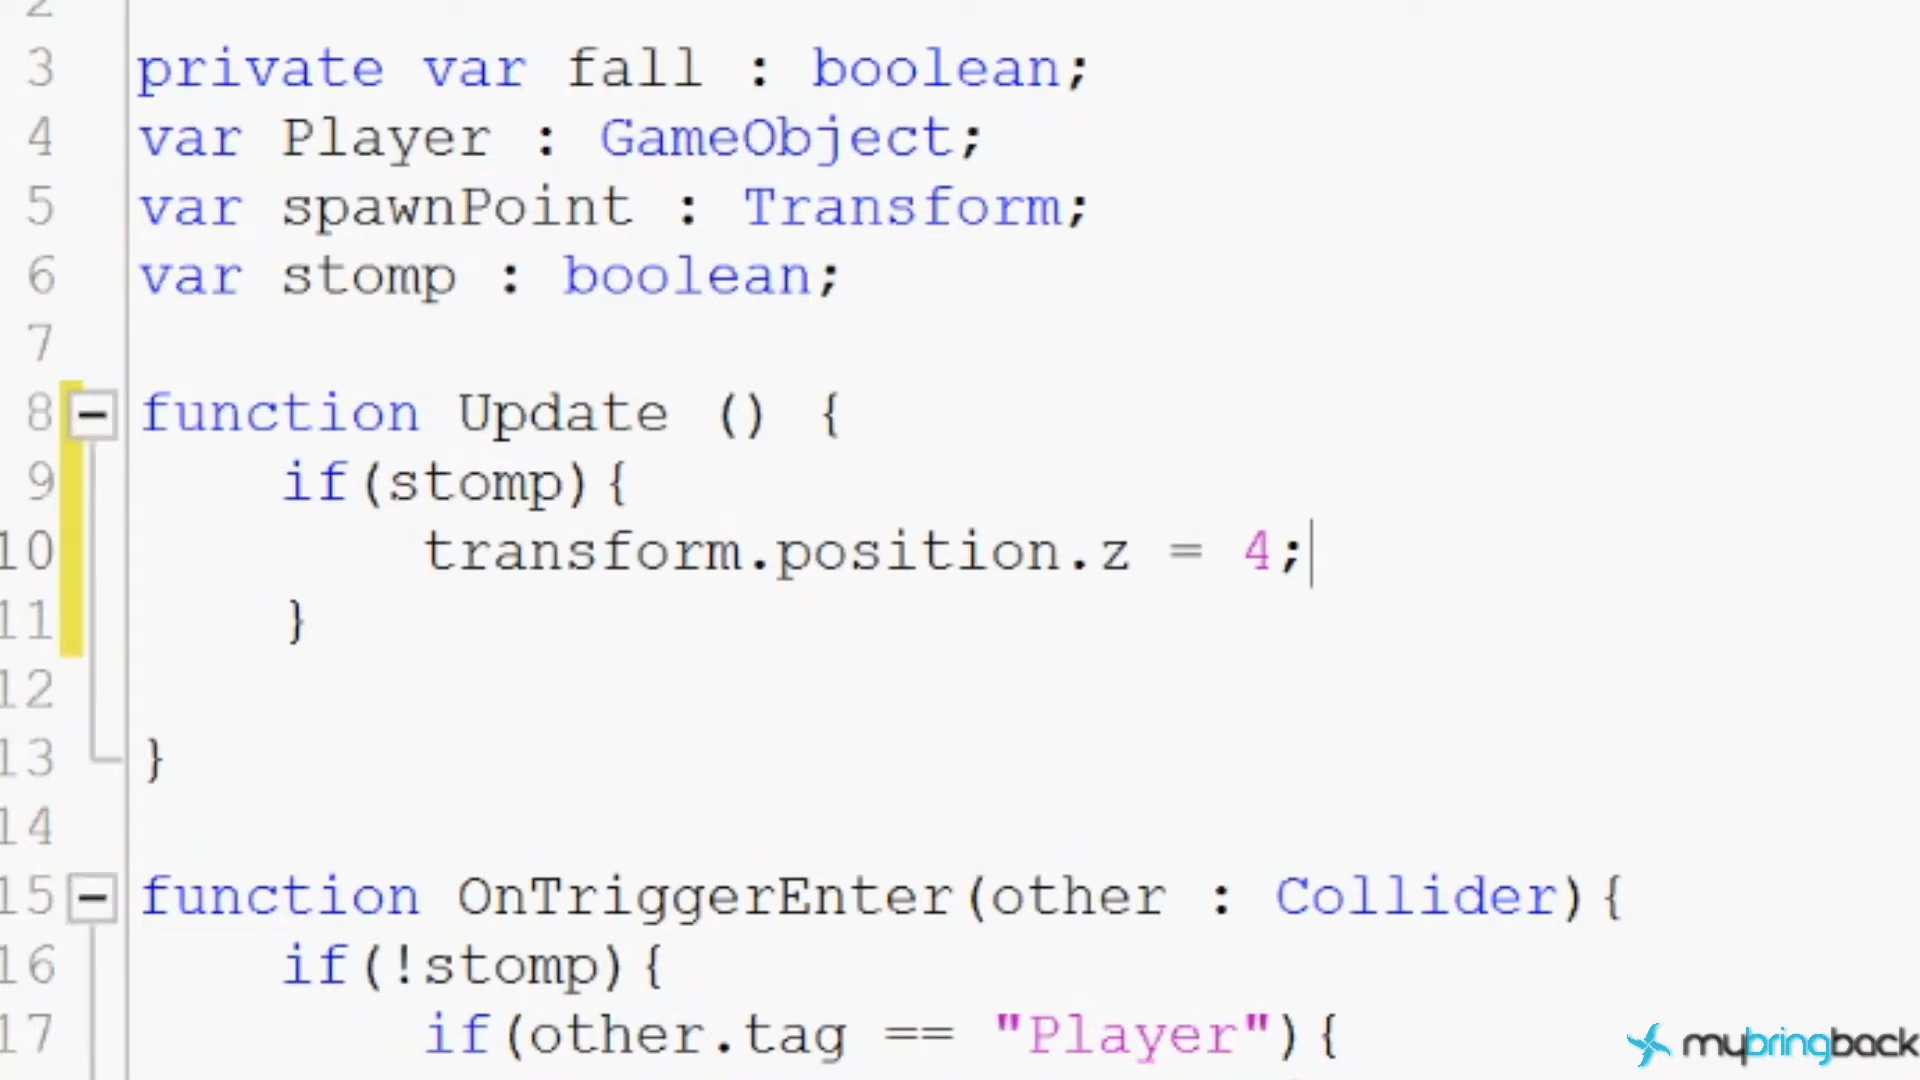 2
3 private var fall : boolean;
4 var Player : GameObject;
5 var spawnPoint : Transform;
6 var stomp : boolean;
7
8 function Update () {
9 if(stomp){
10 transform.position.z = 4;
11 }
12
13 }
14
15 function OnTriggerEnter(other : Collider){
16 if(!stomp){
17 if(other.tag == "Player"){
mybringback